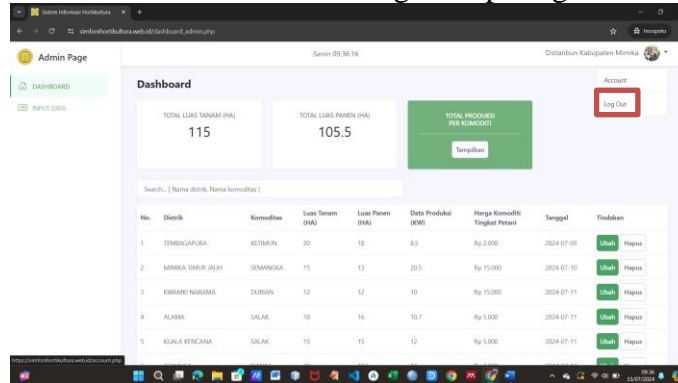 Sistem Informasi Hortikultura
simfonihortikultura.web.id/dashboard_admin.php
Incognito
Admin Page
Senin 09:36:16
Distanbun Kabupaten Mimika
DASHBOARD
INPUT DATA
Account
Log Out
Dashboard
TOTAL LUAS TANAM (HA)
115
TOTAL LUAS PANEN (HA)
105.5
TOTAL PRODUKSI
PER KOMODITI
Tampilkan
Search... [ Nama distrik, Nama komoditas ]
No. Distrik Komoditas Luas Tanam (HA) Luas Panen (HA) Data Produksi (KW) Harga Komoditi Tingkat Petani Tanggal Tindakan
1 TEMBAGAPURA KETIMUN 20 18 8.5 Rp 2.000 2024-07-09 Ubah Hapus
2 MIMIKA TIMUR JAUH SEMANGKA 15 13 20.5 Rp 15.000 2024-07-10 Ubah Hapus
3 KWAMKI NARAMA DURIAN 12 12 10 Rp 15.000 2024-07-11 Ubah Hapus
4 ALAMA SALAK 18 16 10.7 Rp 5.000 2024-07-11 Ubah Hapus
5 KUALA KENCANA SALAK 15 15 12 Rp 5.000 2024-07-11 Ubah Hapus
https://simfonihortikultura.web.id/account.php
09:36
15/07/2024